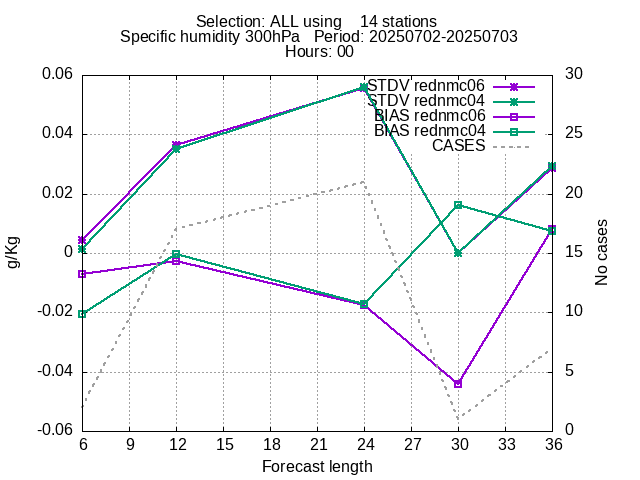 Selection: ALL using    14 stations
Specific humidity 300hPa   Period: 20250702-20250703
Hours: 00
STDV rednmc06
STDV rednmc04
BIAS rednmc06
BIAS rednmc04
CASES
0.06
0.04
0.02
0
-0.02
-0.04
-0.06
g/Kg
30
25
20
15
10
5
0
No cases
6 9 12 15 18 21 24 27 30 33 36
Forecast length